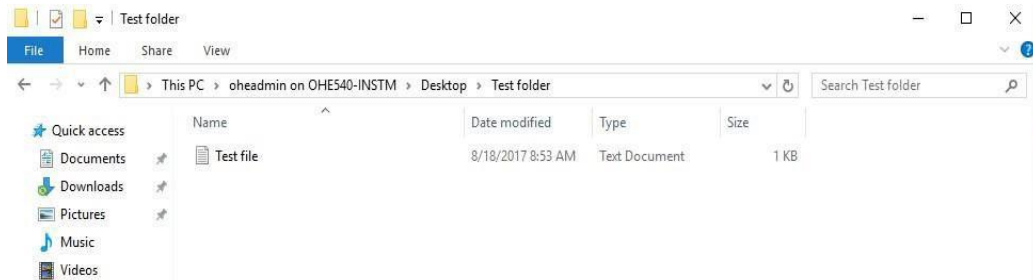 Test folder
File Home Share View
This PC > oheadmin on OHE540-INSTM > Desktop > Test folder
Search Test folder
Quick access
Documents
Downloads
Pictures
Music
Videos
Name Date modified Type Size
Test file 8/18/2017 8:53 AM Text Document 1 KB